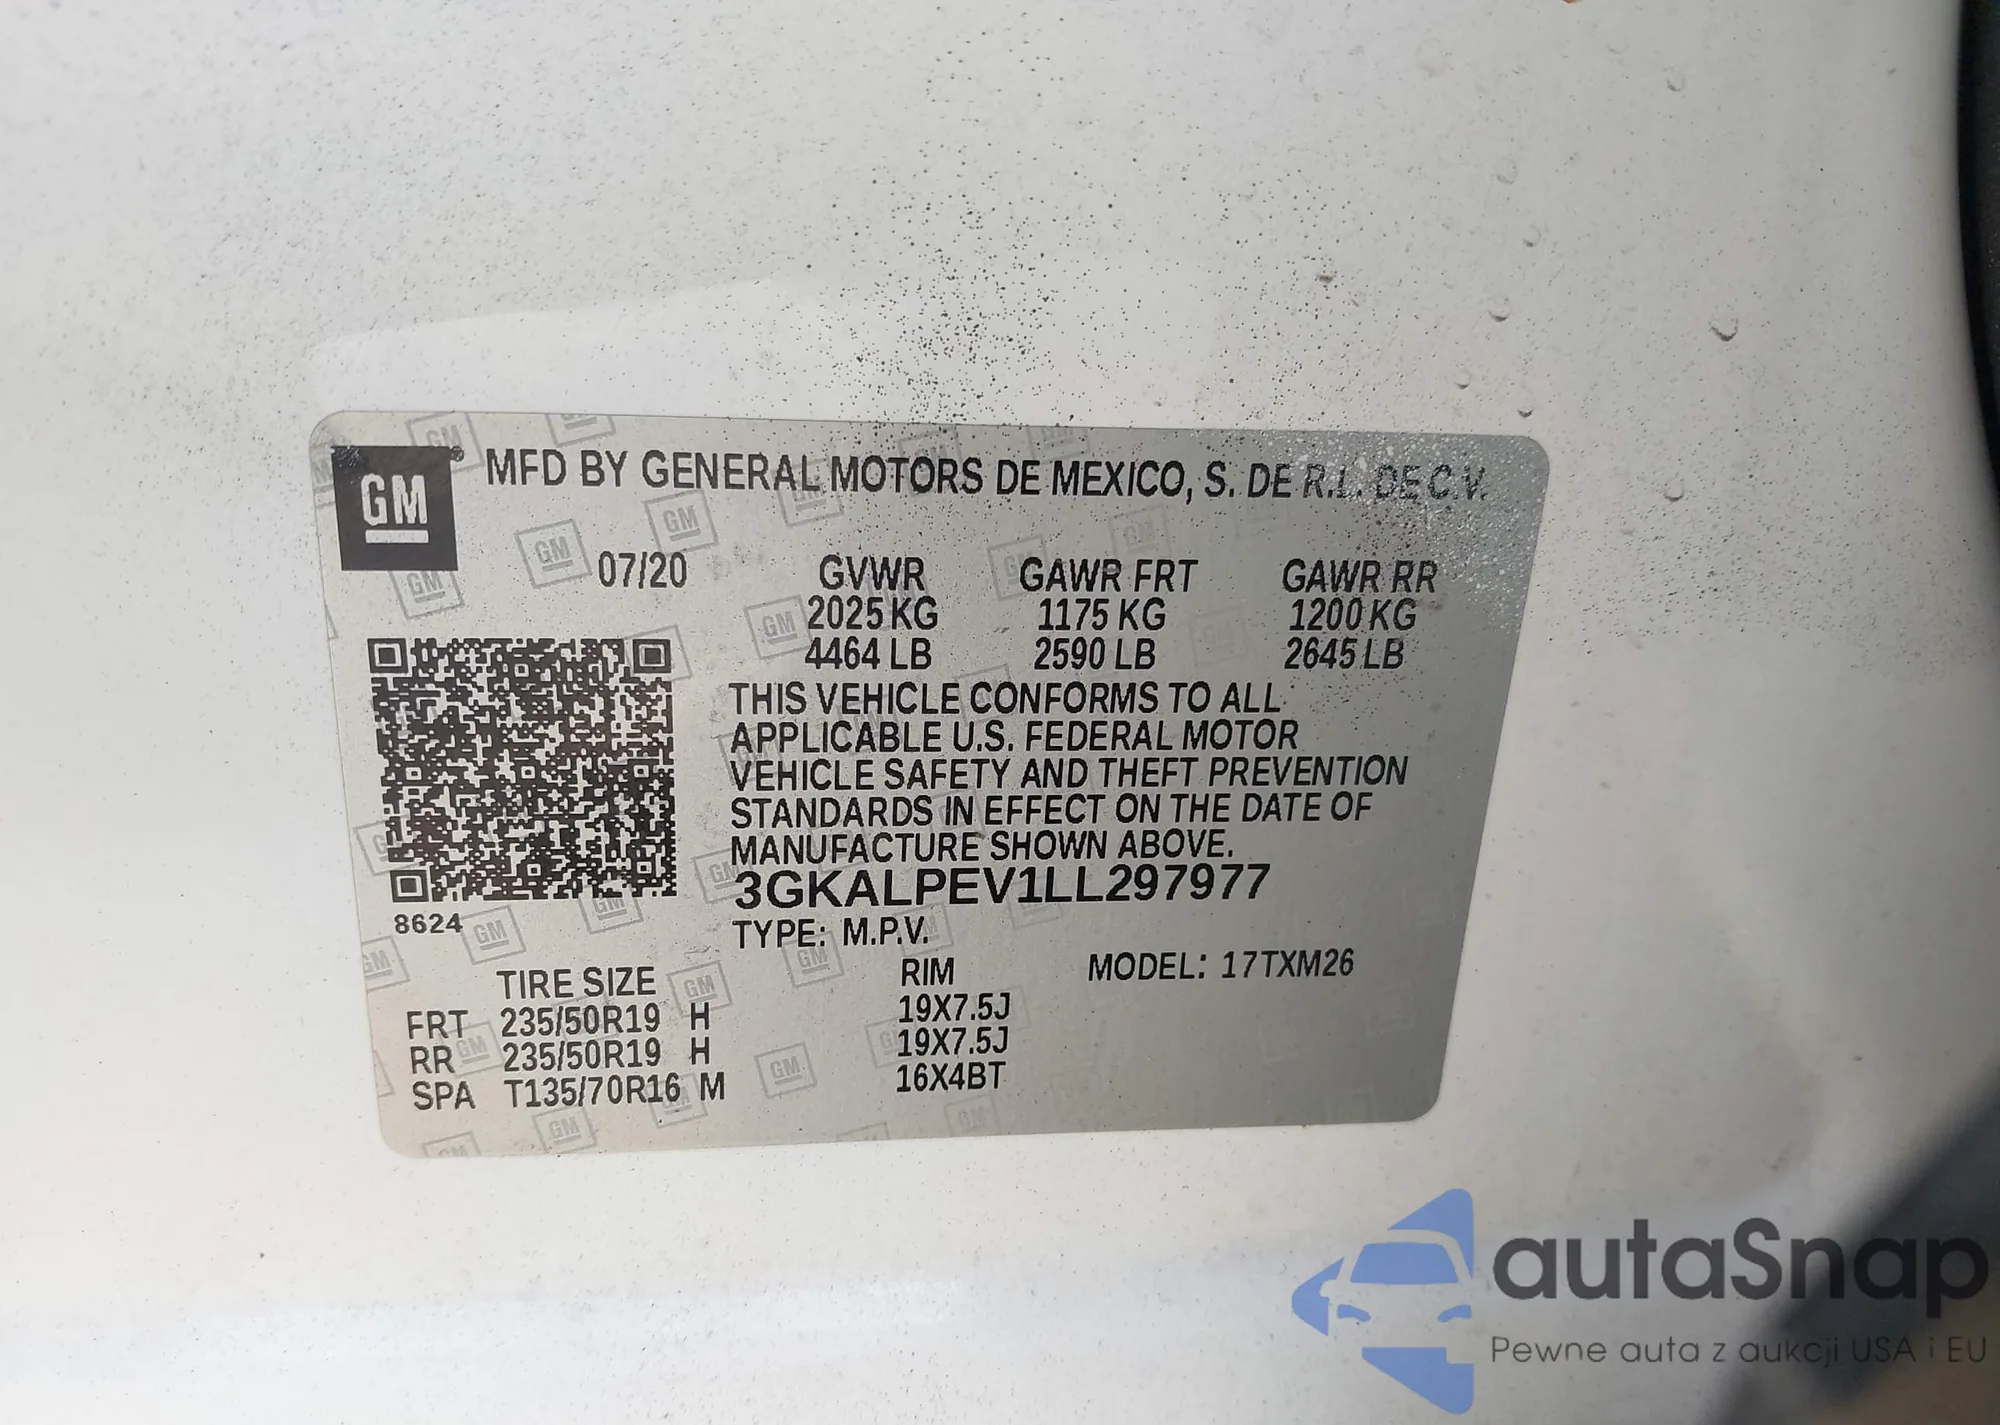 GM ® MFD BY GENERAL MOTORS DE MEXICO, S. DE R.L. DE C.V.
07/20 GVWR GAWR FRT GAWR RR
2025 KG 1175 KG 1200 KG
4464 LB 2590 LB 2645 LB
THIS VEHICLE CONFORMS TO ALL
APPLICABLE U.S. FEDERAL MOTOR
VEHICLE SAFETY AND THEFT PREVENTION
STANDARDS IN EFFECT ON THE DATE OF
MANUFACTURE SHOWN ABOVE.
3GKALPEV1LL297977
8624
TYPE: M.P.V.
TIRE SIZE RIM MODEL: 17TXM26
FRT 235/50R19 H 19X7.5J
RR 235/50R19 H 19X7.5J
SPA T135/70R16 M 16X4BT
autaSnap
Pewne auta z aukcji USA i EU